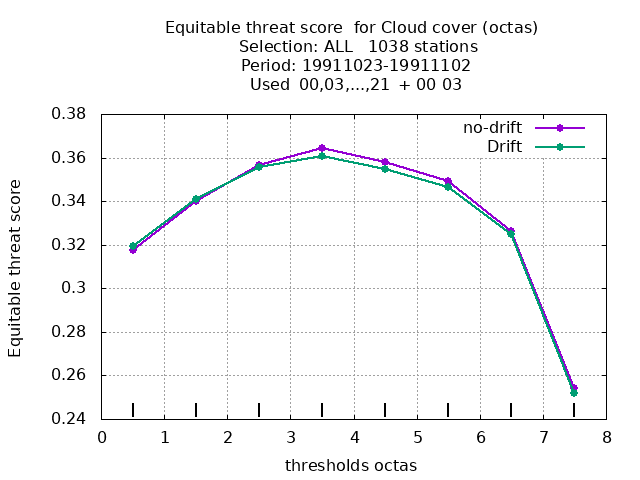 Equitable threat score  for Cloud cover (octas)
Selection: ALL   1038 stations
Period: 19911023-19911102
Used  00,03,...,21  + 00 03
no-drift
Drift
Equitable threat score
0.38
0.36
0.34
0.32
0.3
0.28
0.26
0.24
0 1 2 3 4 5 6 7 8
thresholds octas